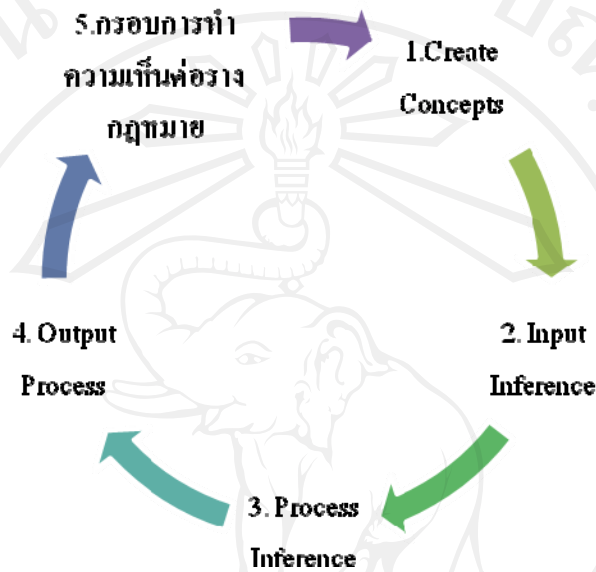 5.กรอบการทำ
ความเห็นต่อร่าง
กฎหมาย
1.Create
Concepts
2. Input
Inference
3. Process
Inference
4. Output
Process